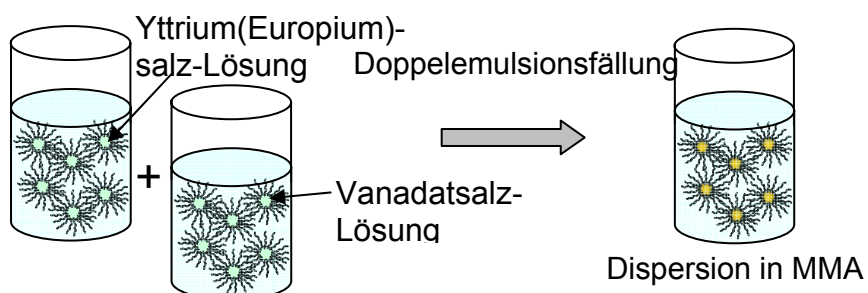 Yttrium(Europium)-
salz-Lösung
Doppelemulsionsfällung
+
Vanadatsalz-
Lösung
Dispersion in MMA